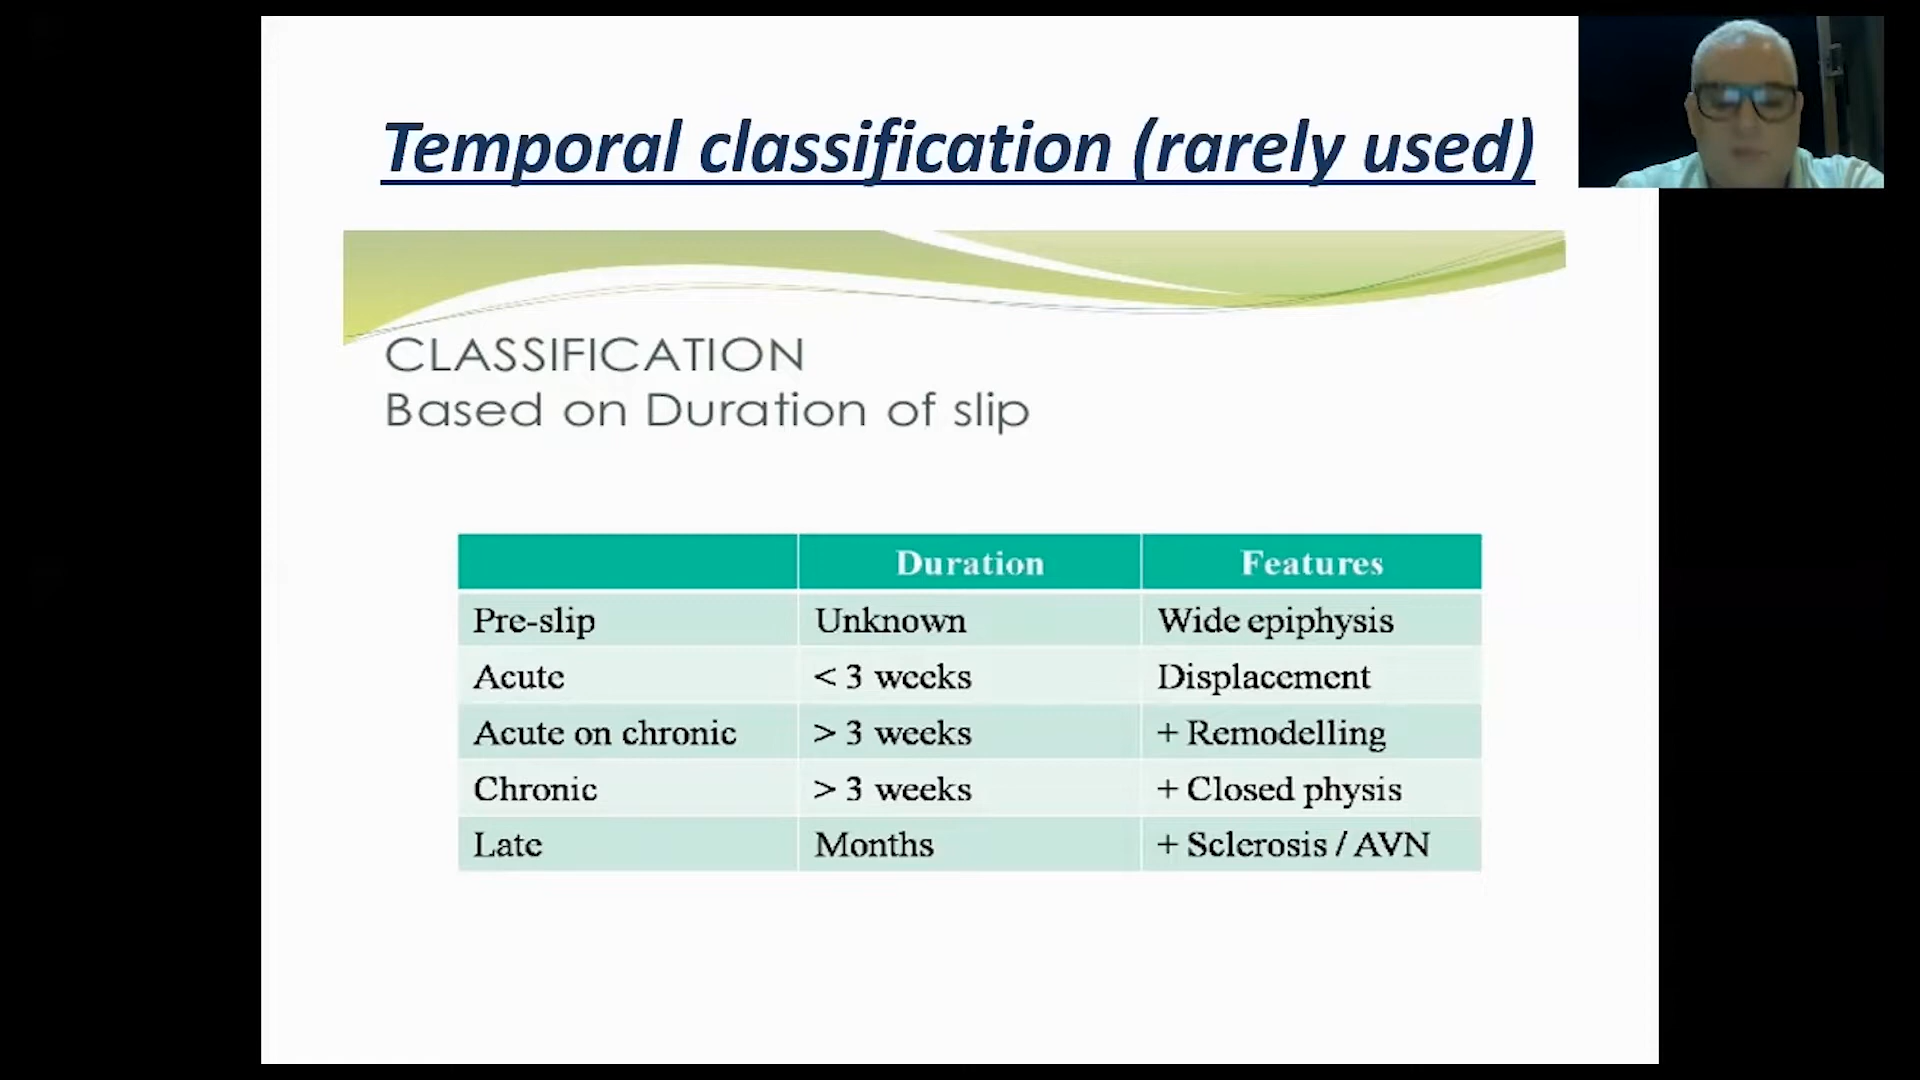 Temporal classification (rarely used)
CLASSIFICATION
Based on Duration of slip
Duration Features
Pre-slip Unknown Wide epiphysis
Acute < 3 weeks Displacement
Acute on chronic > 3 weeks + Remodelling
Chronic > 3 weeks + Closed physis
Late Months + Sclerosis / AVN